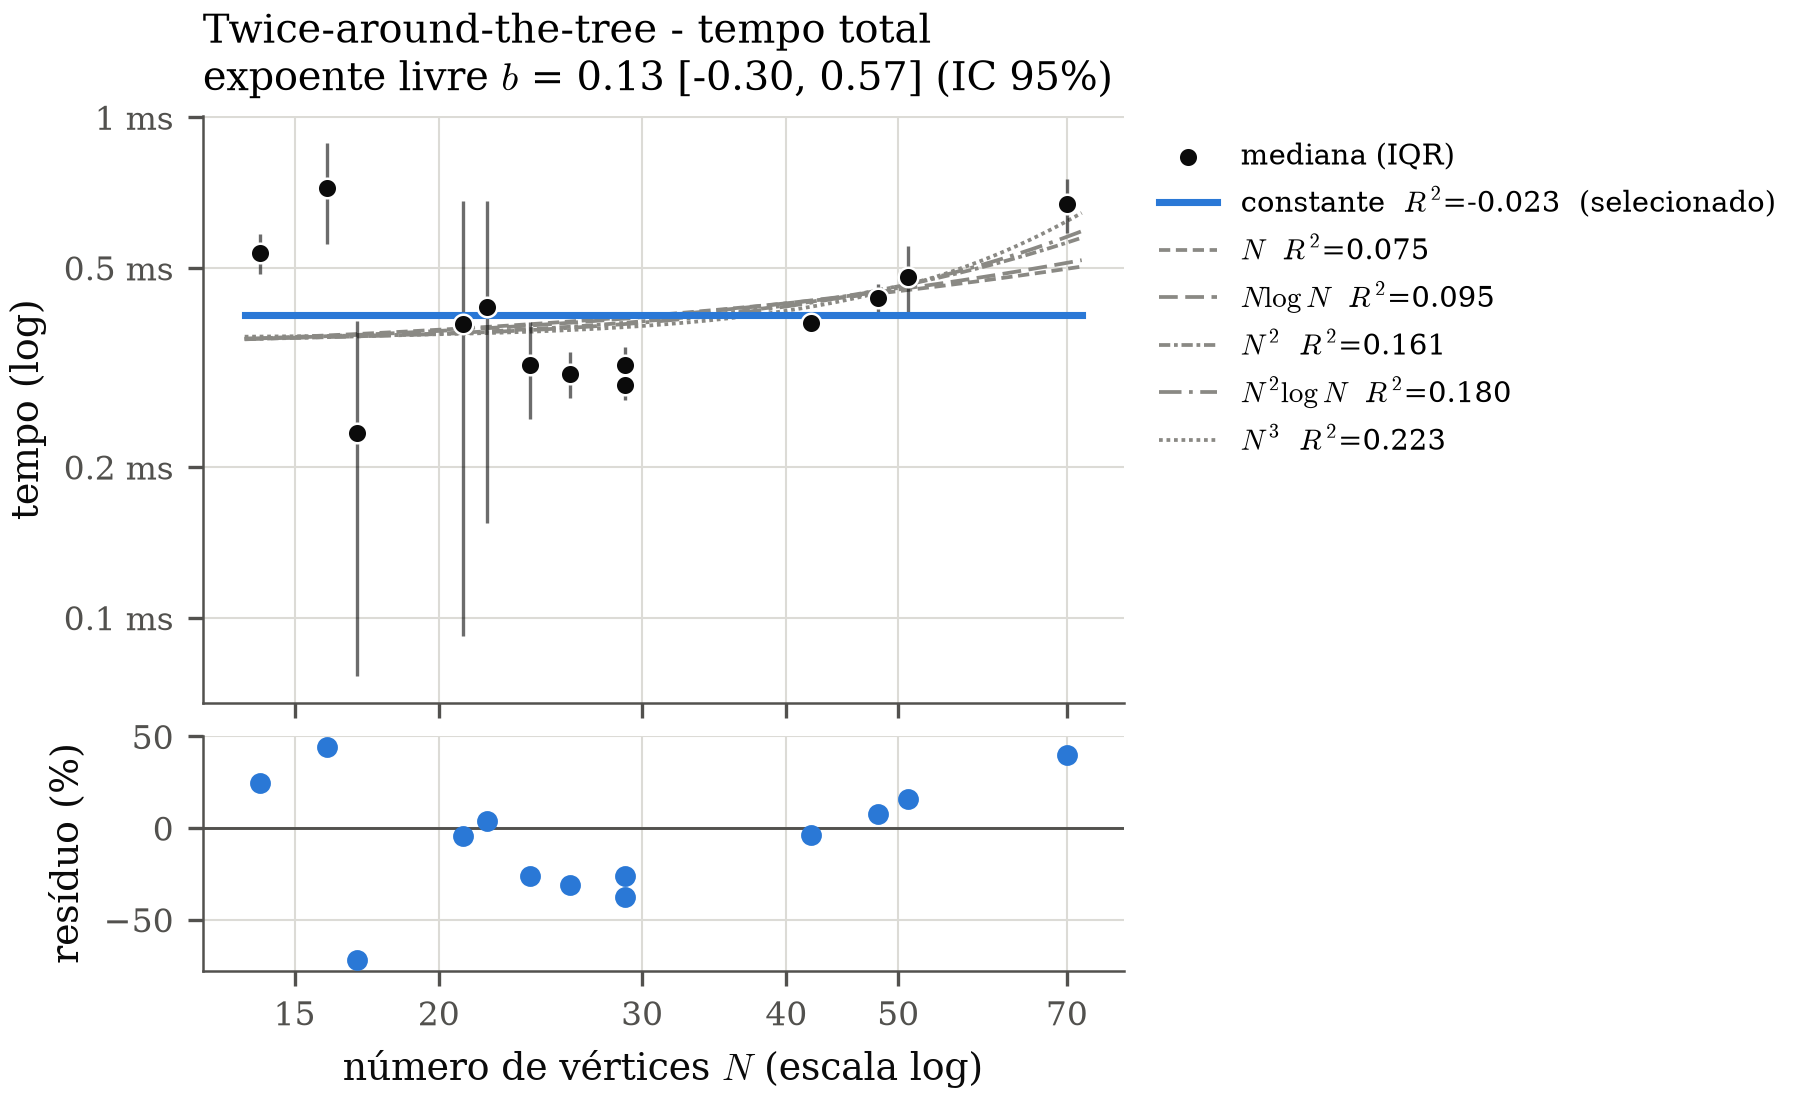 Twice-around-the-tree - tempo total
expoente livre b = 0.13 [-0.30, 0.57] (IC 95%)
1 ms
0.5 ms
0.2 ms
0.1 ms
tempo (log)
mediana (IQR)
constante R²=-0.023 (selecionado)
N R²=0.075
N log N R²=0.095
N² R²=0.161
N² log N R²=0.180
N³ R²=0.223
50
0
−50
resíduo (%)
15 20 30 40 50 70
número de vértices N (escala log)